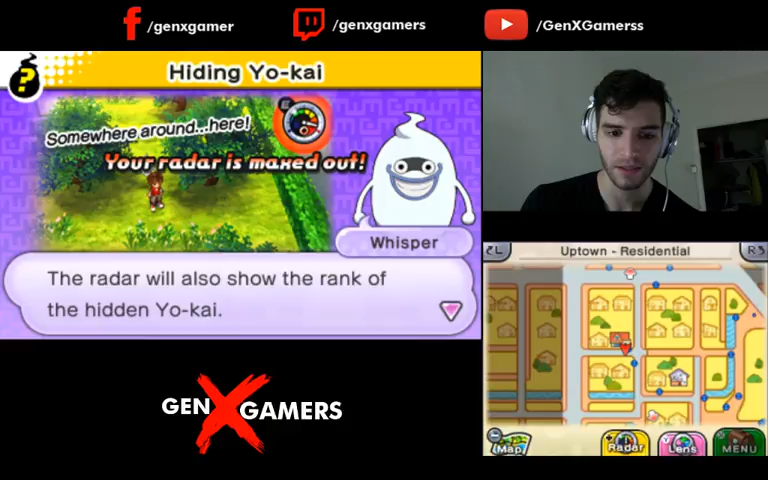 /genxgamer
/genxgamers
/GenXGamerss
?
Hiding Yo-kai
E
Somewhere around...here!
Your radar is maxed out!
Whisper
The radar will also show the rank of
the hidden Yo-kai.
L
Uptown - Residential
R
Map
Radar
Y
Lens
X
MENU
GEN X GAMERS